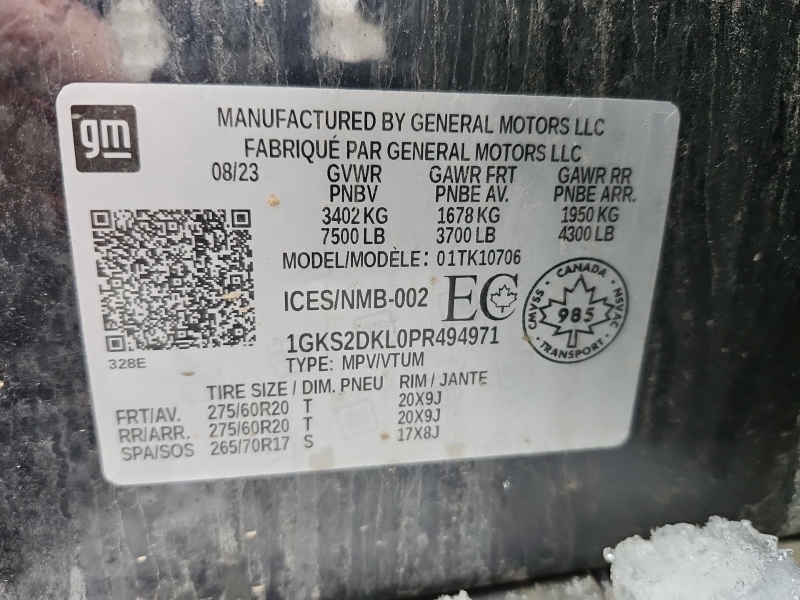 gm
MANUFACTURED BY GENERAL MOTORS LLC
FABRIQUÉ PAR GENERAL MOTORS LLC
08/23 GVWR GAWR FRT GAWR RR
PNBV PNBE AV. PNBE ARR.
3402 KG 1678 KG 1950 KG
7500 LB 3700 LB 4300 LB
MODEL/MODÈLE: 01TK10706
ICES/NMB-002 EC
CANADA
CMVSS 985 NSVAC
TRANSPORT
1GKS2DKL0PR494971
328E
TYPE: MPV/VTUM
TIRE SIZE / DIM. PNEU RIM / JANTE
FRT/AV. 275/60R20 T 20X9J
RR/ARR. 275/60R20 T 20X9J
SPA/SOS 265/70R17 S 17X8J